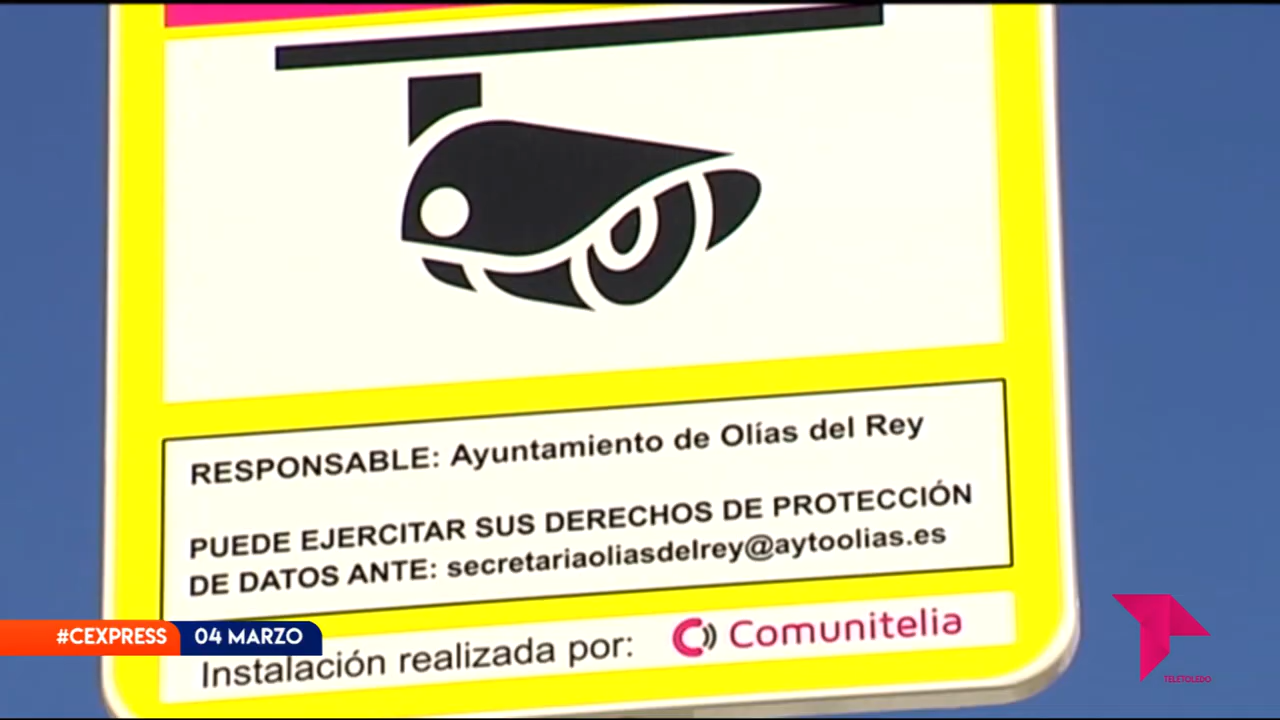 RESPONSABLE: Ayuntamiento de Olías del Rey
PUEDE EJERCITAR SUS DERECHOS DE PROTECCIÓN
DE DATOS ANTE: secretariaoliasdelrey@aytoolias.es
Instalación realizada por: Comunitelia
#CEXPRESS 04 MARZO
TELETOLEDO